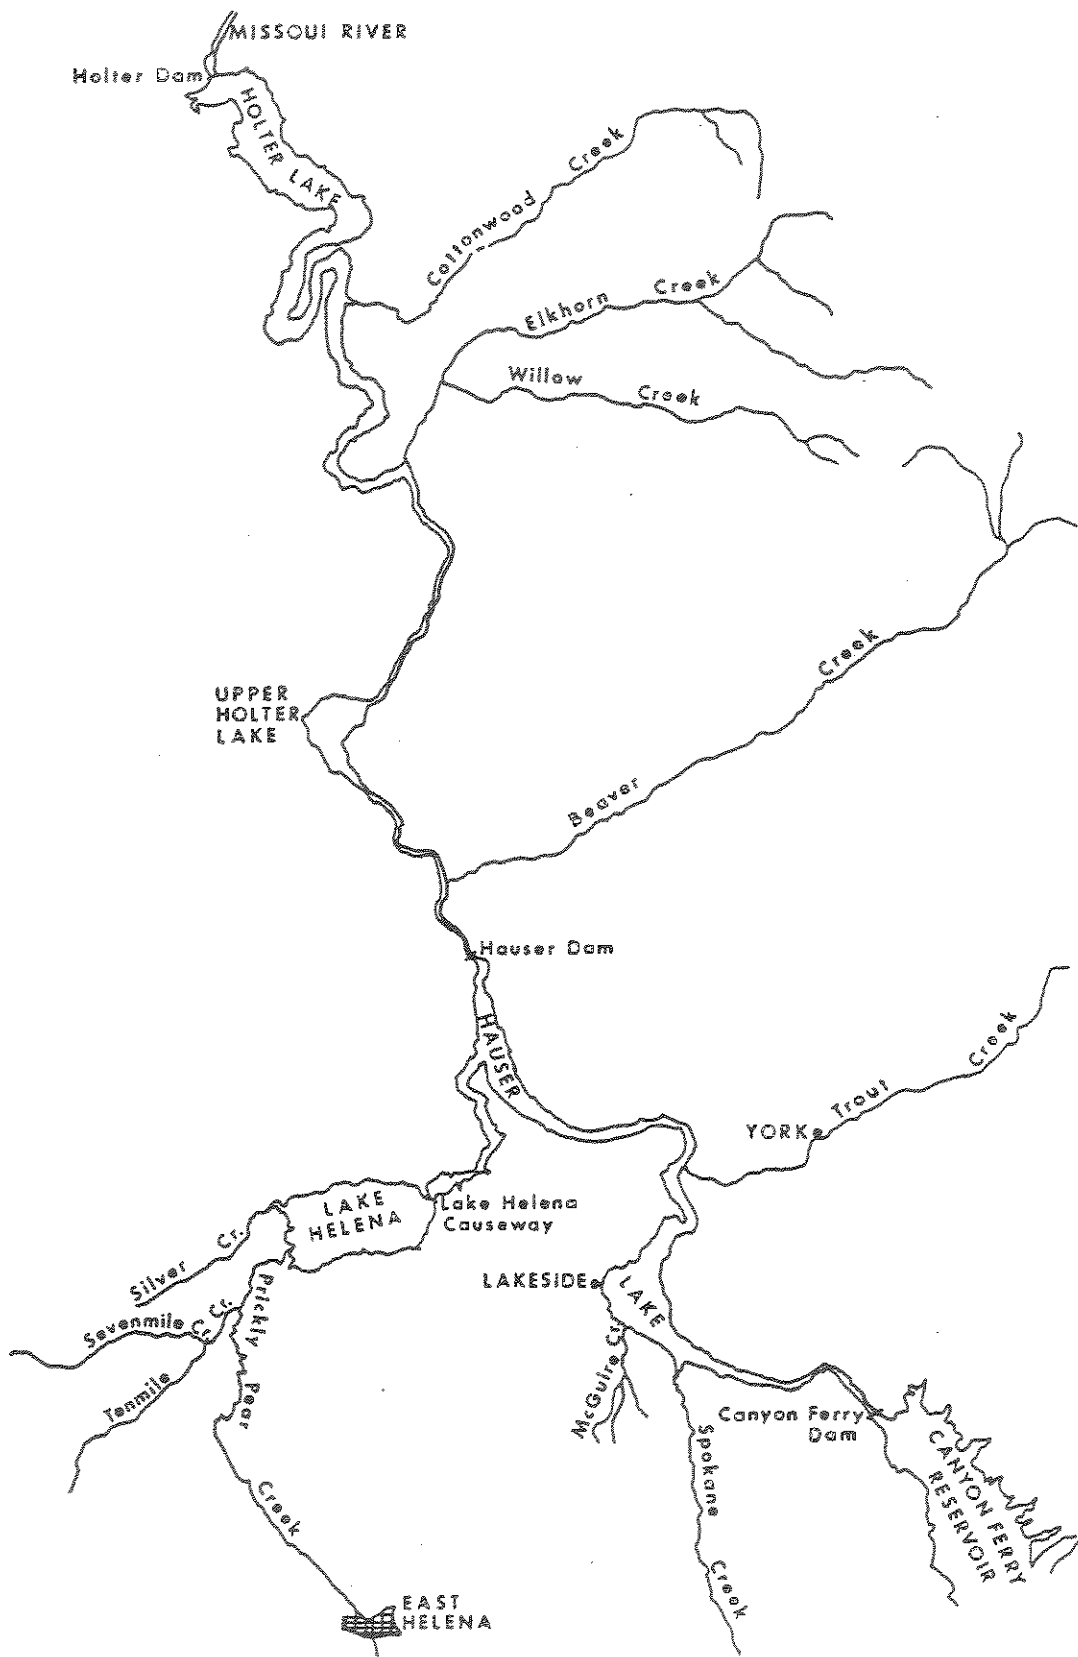 MISSOUI RIVER
Holter Dam
HOLTER LAKE
Cottonwood Creek
Elkhorn Creek
Willow Creek
Creek
Beaver
UPPER
HOLTER
LAKE
Hauser Dam
HAUSER
Trout Creek
YORK
LAKE
HELENA
Lake Helena
Causeway
Silver Cr.
Sevenmile Cr.
Tenmile Cr.
Prickly Pear Creek
LAKESIDE
LAKE
McGuire Cr.
Spokane Creek
Canyon Ferry
Dam
CANYON FERRY
RESERVOIR
EAST
HELENA